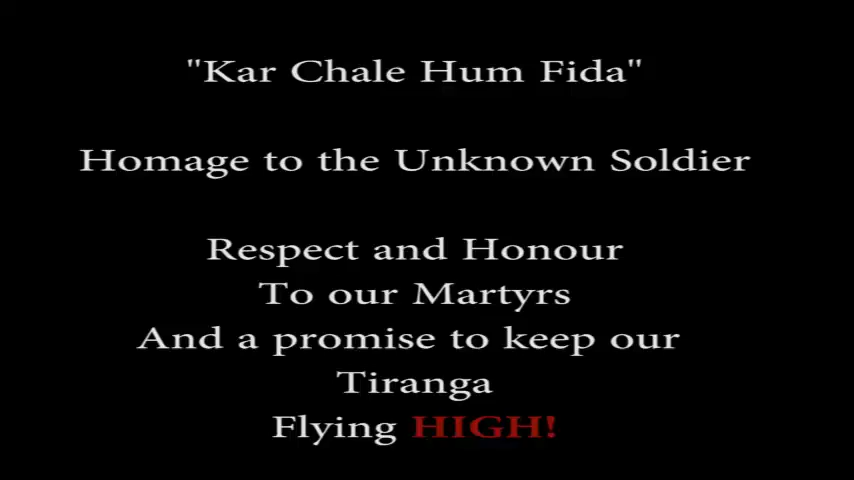 "Kar Chale Hum Fida"
Homage to the Unknown Soldier
Respect and Honour
To our Martyrs
And a promise to keep our
Tiranga
Flying HIGH!